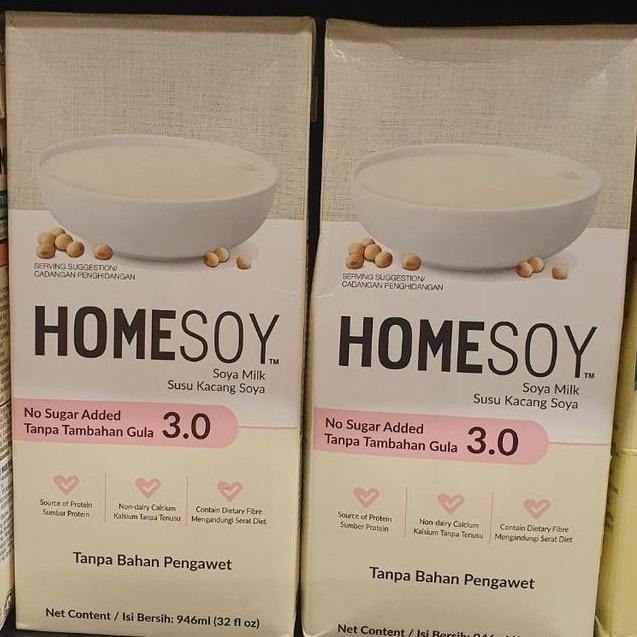 SERVING SUGGESTION/
CADANGAN PENGHIDANGAN
HOMESOY™
Soya Milk
Susu Kacang Soya
No Sugar Added
Tanpa Tambahan Gula 3.0
Source of Protein
Sumber Protein
Non-dairy Calcium
Kalsium Tanpa Tenusu
Contain Dietary Fibre
Mengandungi Serat Diet
Tanpa Bahan Pengawet
Net Content / Isi Bersih: 946ml (32 fl oz)
SERVING SUGGESTION/
CADANGAN PENGHIDANGAN
HOMESOY™
Soya Milk
Susu Kacang Soya
No Sugar Added
Tanpa Tambahan Gula 3.0
Source of Protein
Sumber Protein
Non-dairy Calcium
Kalsium Tanpa Tenusu
Contain Dietary Fibre
Mengandungi Serat Diet
Tanpa Bahan Pengawet
Net Content / Isi Bersih: